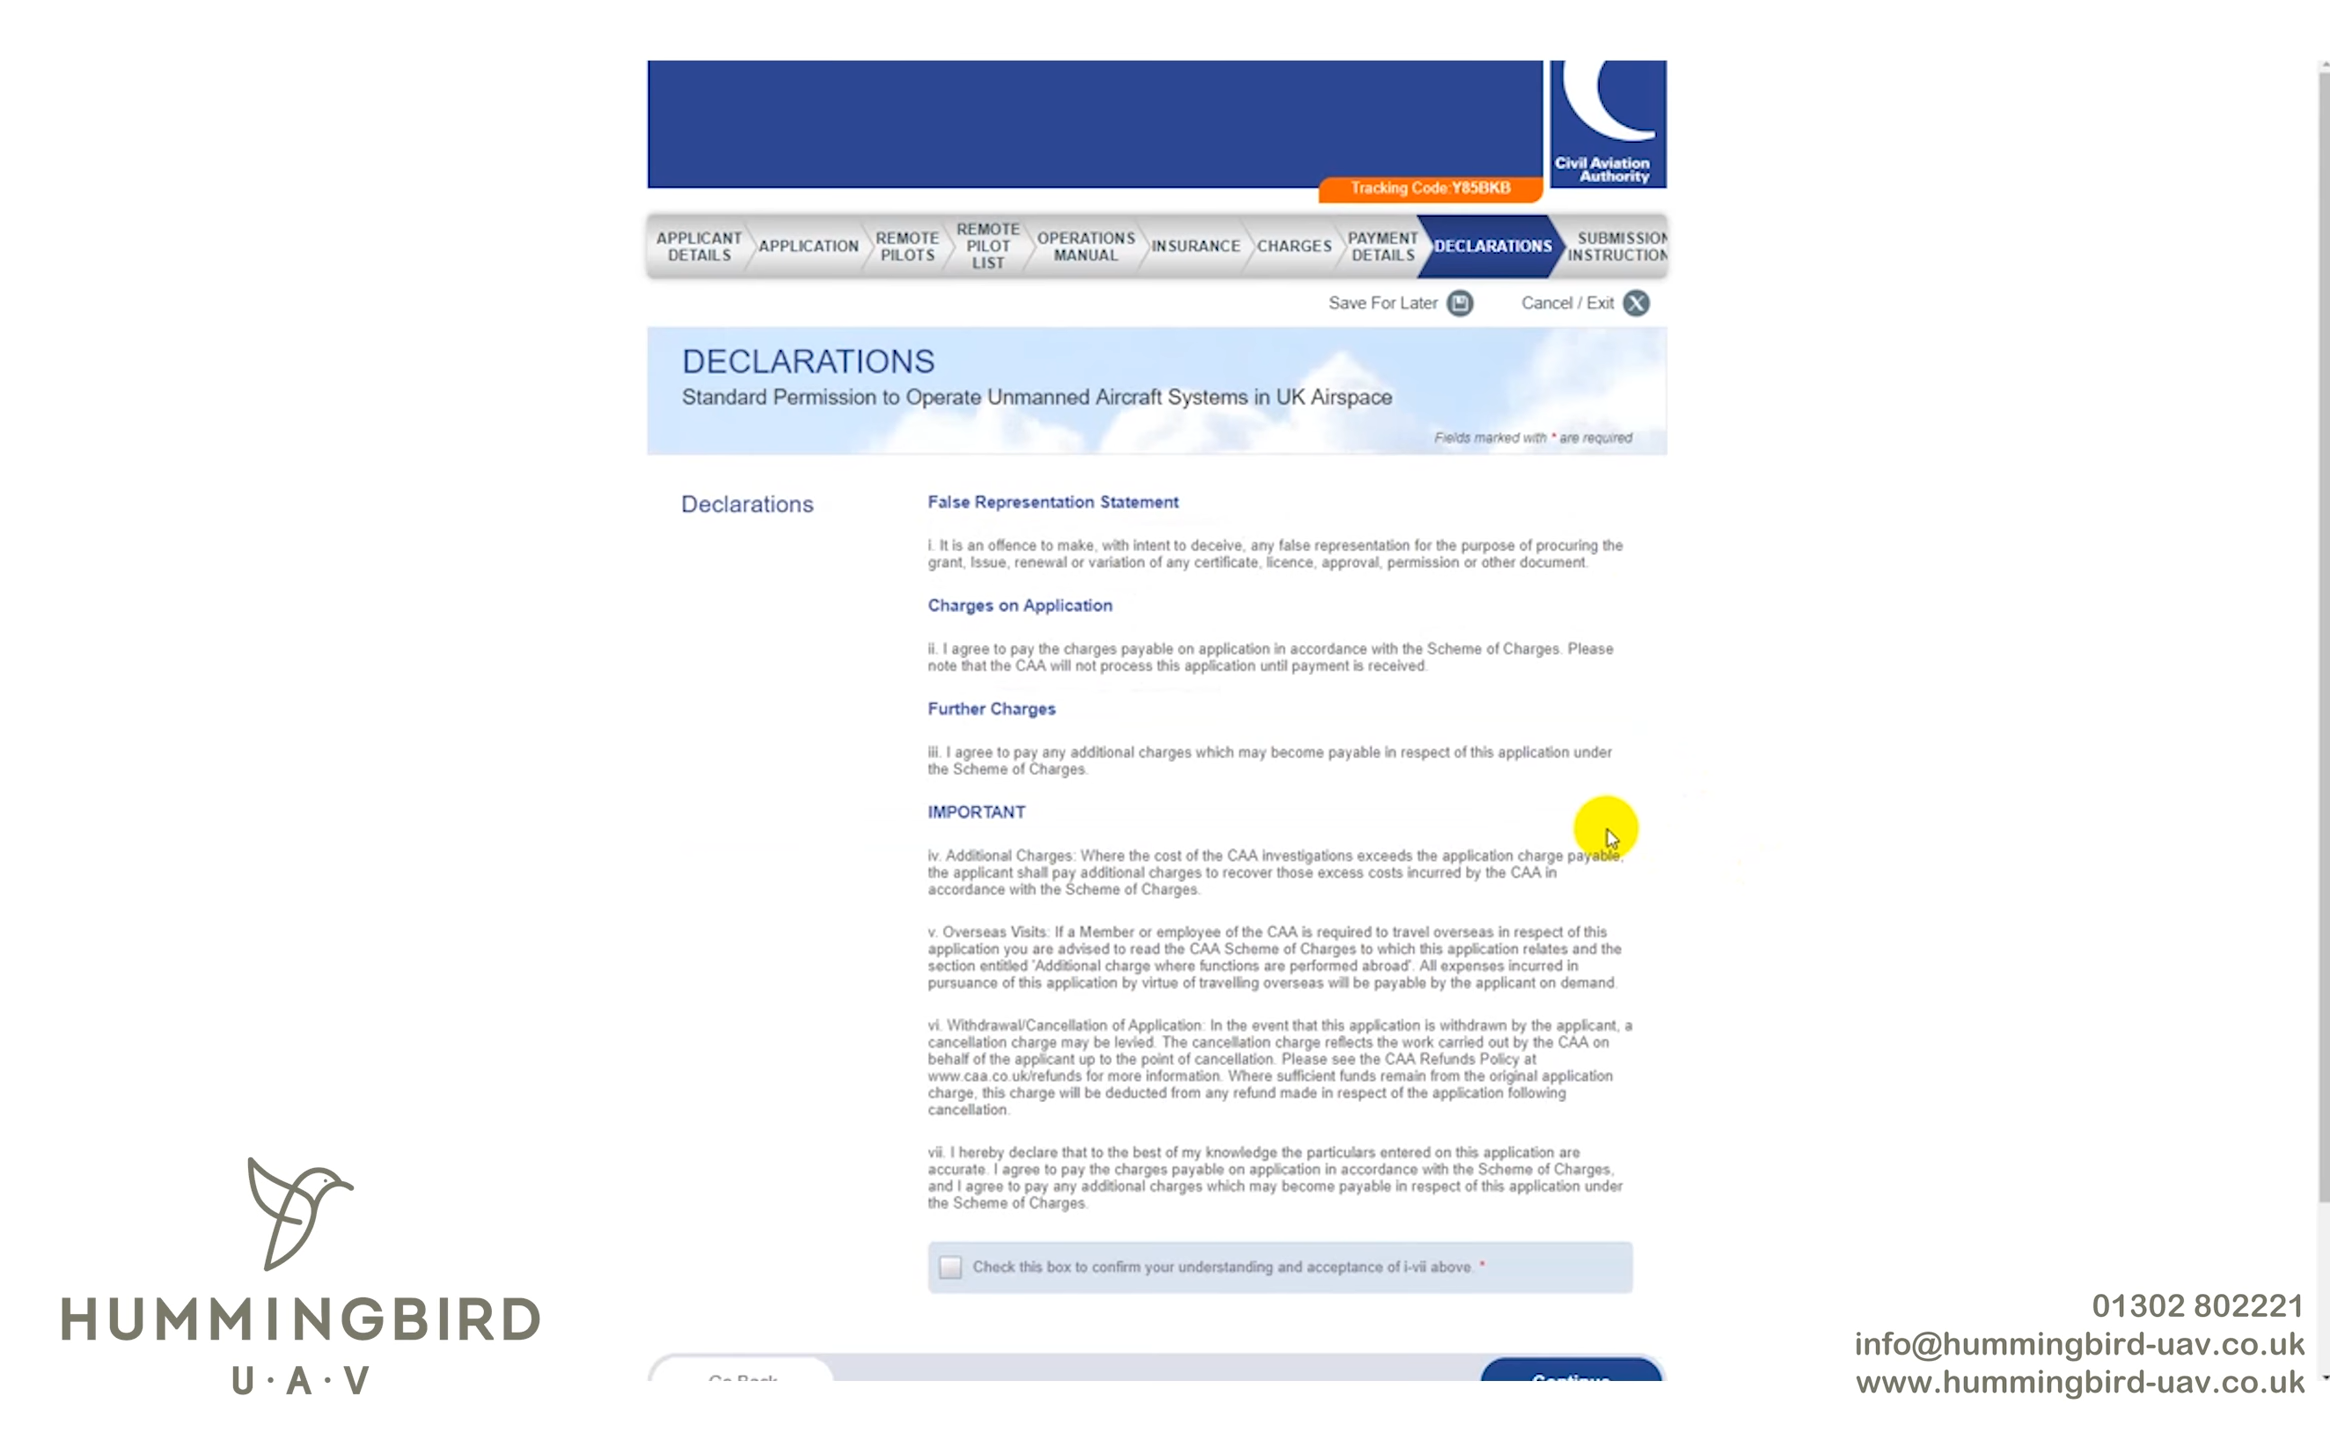 Civil Aviation
Authority
Tracking Code:Y85BKB
APPLICANT DETAILS
APPLICATION
REMOTE PILOTS
REMOTE PILOT LIST
OPERATIONS MANUAL
INSURANCE
CHARGES
PAYMENT DETAILS
DECLARATIONS
SUBMISSION INSTRUCTION
Save For Later
Cancel / Exit X
DECLARATIONS
Standard Permission to Operate Unmanned Aircraft Systems in UK Airspace
Fields marked with * are required
Declarations
False Representation Statement
i. It is an offence to make, with intent to deceive, any false representation for the purpose of procuring the
grant, Issue, renewal or variation of any certificate, licence, approval, permission or other document.
Charges on Application
ii. I agree to pay the charges payable on application in accordance with the Scheme of Charges. Please
note that the CAA will not process this application until payment is received.
Further Charges
iii. I agree to pay any additional charges which may become payable in respect of this application under
the Scheme of Charges.
IMPORTANT
iv. Additional Charges: Where the cost of the CAA investigations exceeds the application charge payable,
the applicant shall pay additional charges to recover those excess costs incurred by the CAA in
accordance with the Scheme of Charges.
v. Overseas Visits: If a Member or employee of the CAA is required to travel overseas in respect of this
application you are advised to read the CAA Scheme of Charges to which this application relates and the
section entitled 'Additional charge where functions are performed abroad'. All expenses incurred in
pursuance of this application by virtue of travelling overseas will be payable by the applicant on demand.
vi. Withdrawal/Cancellation of Application: In the event that this application is withdrawn by the applicant, a
cancellation charge may be levied. The cancellation charge reflects the work carried out by the CAA on
behalf of the applicant up to the point of cancellation. Please see the CAA Refunds Policy at
www.caa.co.uk/refunds for more information. Where sufficient funds remain from the original application
charge, this charge will be deducted from any refund made in respect of the application following
cancellation.
vii. I hereby declare that to the best of my knowledge the particulars entered on this application are
accurate. I agree to pay the charges payable on application in accordance with the Scheme of Charges,
and I agree to pay any additional charges which may become payable in respect of this application under
the Scheme of Charges.
Check this box to confirm your understanding and acceptance of i-vii above. *
Go Back
Continue
HUMMINGBIRD
U·A·V
01302 802221
info@hummingbird-uav.co.uk
www.hummingbird-uav.co.uk